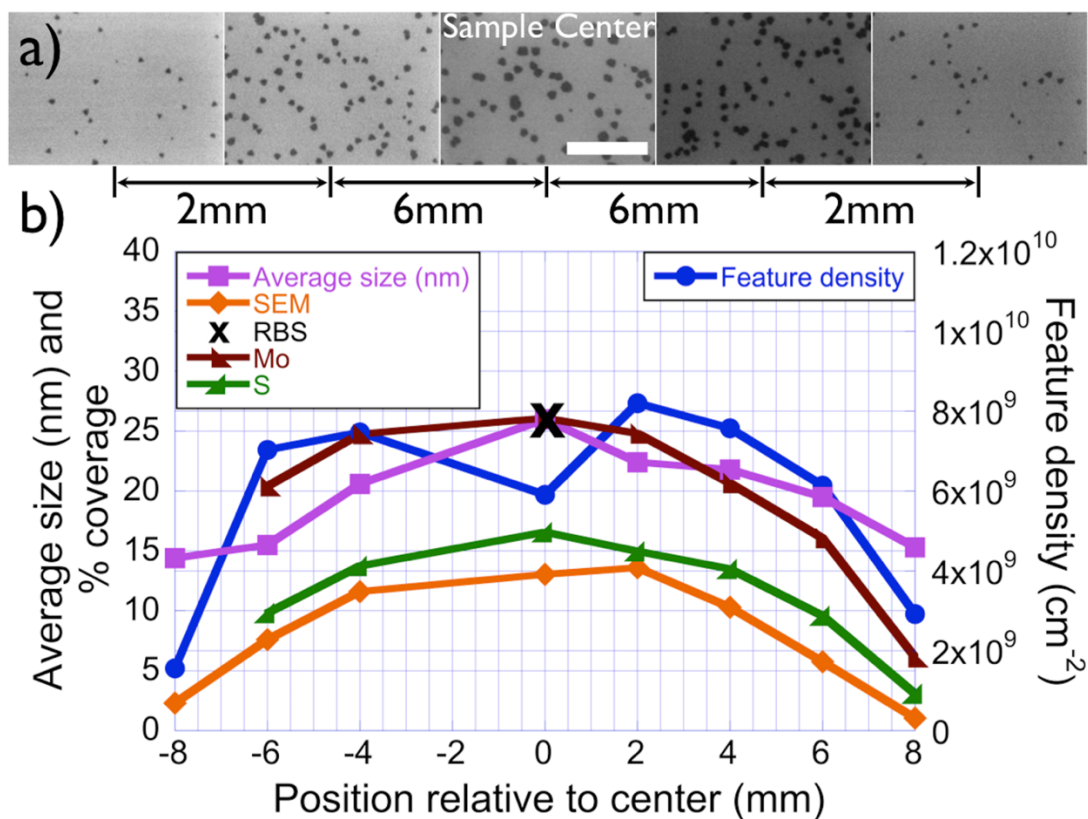 a)
Sample Center
2mm 6mm 6mm 2mm
b)
Average size (nm) and
% coverage
40
35
30
25
20
15
10
5
0
Average size (nm)
SEM
RBS
Mo
S
Feature density
1.2x10^10
1x10^10
8x10^9
6x10^9
4x10^9
2x10^9
0
Feature density (cm^-2)
-8 -6 -4 -2 0 2 4 6 8
Position relative to center (mm)